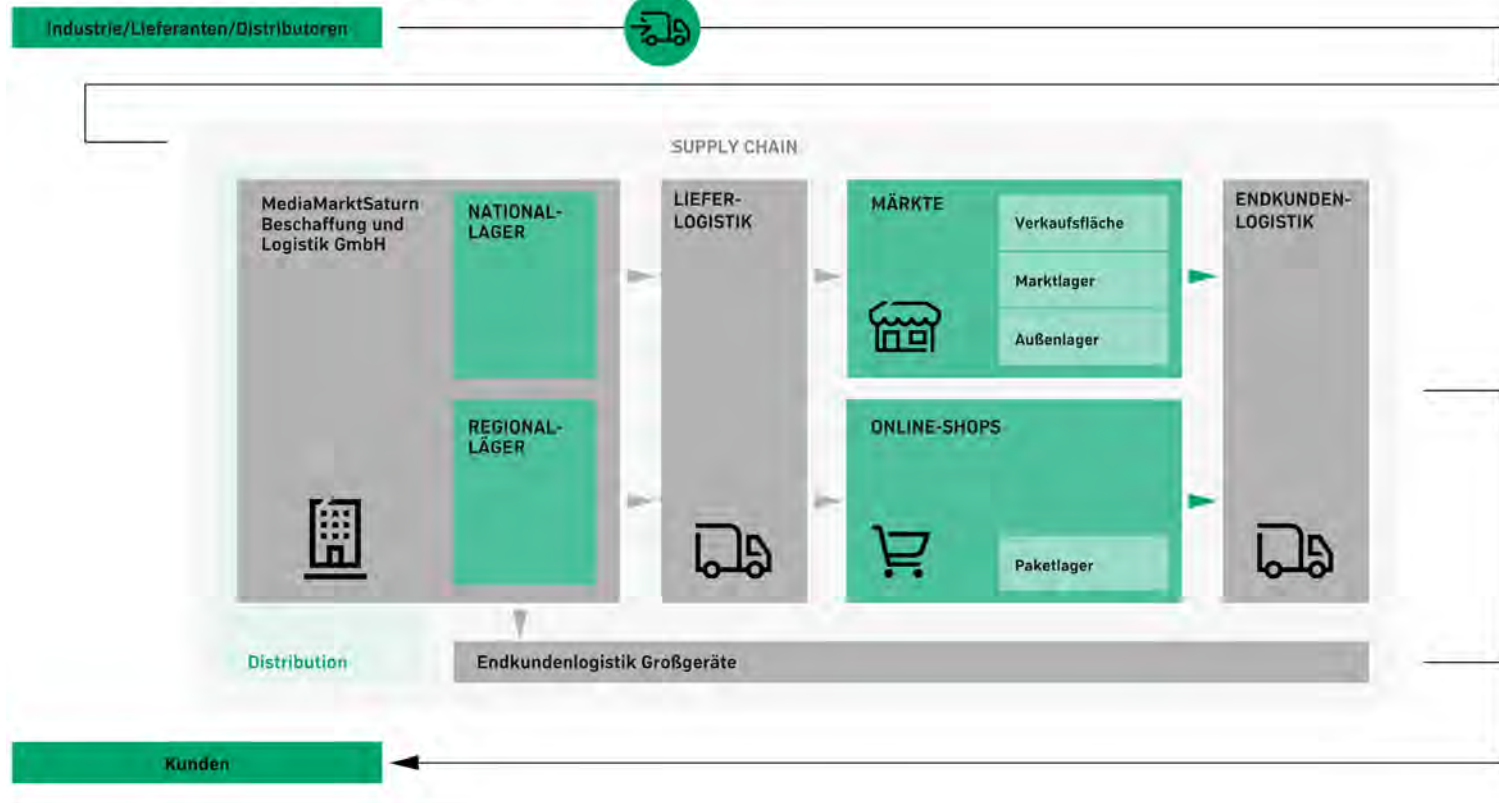 Industrie/Lieferanten/Distributoren
SUPPLY CHAIN
MediaMarktSaturn
Beschaffung und
Logistik GmbH
NATIONAL-
LAGER
REGIONAL-
LÄGER
LIEFER-
LOGISTIK
MÄRKTE
Verkaufsfläche
Marktlager
Außenlager
ONLINE-SHOPS
Paketlager
ENDKUNDEN-
LOGISTIK
Distribution
Endkundenlogistik Großgeräte
Kunden